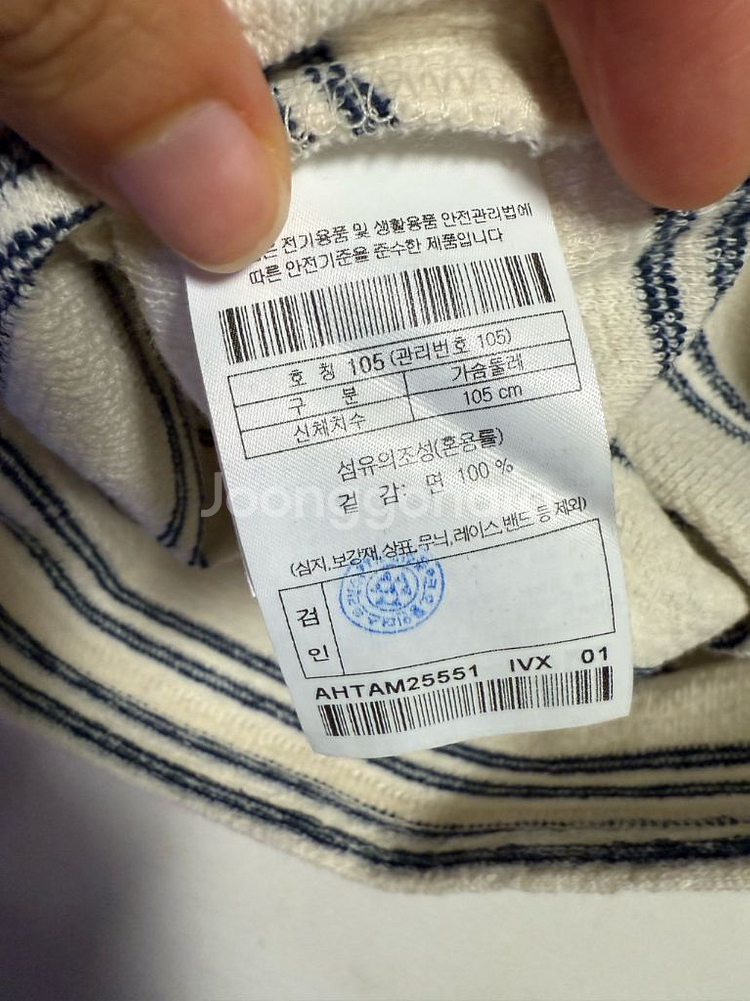 전기용품 및 생활용품 안전관리법에
따른 안전기준을 준수한 제품입니다
호 칭 105 (관리번호 105)
구 분 가슴둘레
신체치수 105 cm
섬유의조성(혼용률)
겉 감: 면 100 %
Joonggonara
(심지,보강재,상표,무늬,레이스,밴드 등 제외)
검
인
AHTAM25551 IVX 01